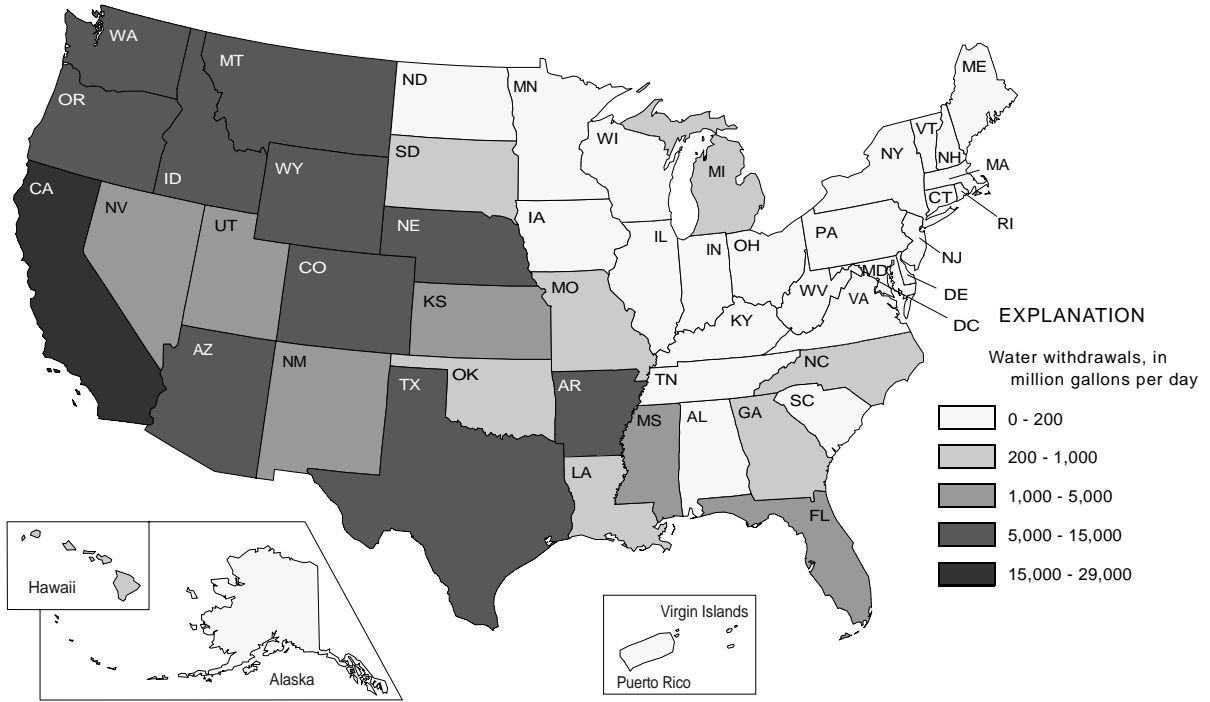 WA
MT
ND
MN
ME
OR
VT
WI
SD
NY
NH
MI
MA
ID
WY
CA
CT
NV
IA
RI
UT
NE
PA
IL
IN
OH
NJ
CO
MD
MO
DE
WV
VA
KS
KY
DC
EXPLANATION
AZ
Water withdrawals, in
million gallons per day
NM
NC
OK
TN
TX
AR
SC
MS
AL
GA
0 - 200
LA
200 - 1,000
1,000 - 5,000
FL
5,000 - 15,000
15,000 - 29,000
Hawaii
Virgin Islands
Alaska
Puerto Rico